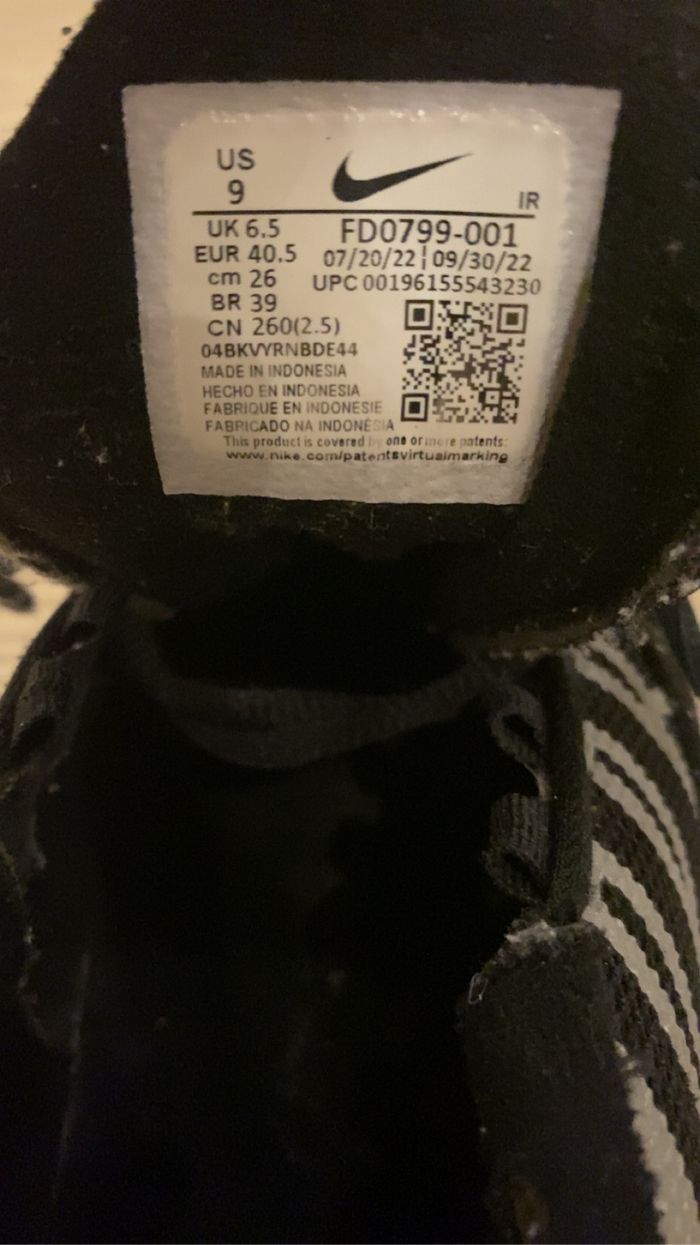 US
9
IR
UK 6.5
EUR 40.5
cm 26
BR 39
CN 260(2.5)
FD0799-001
07/20/22 | 09/30/22
UPC 00196155543230
04BKVYRNBDE44
MADE IN INDONESIA
HECHO EN INDONESIA
FABRIQUE EN INDONESIE
FABRICADO NA INDONÉSIA
This product is covered by one or more patents:
www.nike.com/patentsvirtualmarking